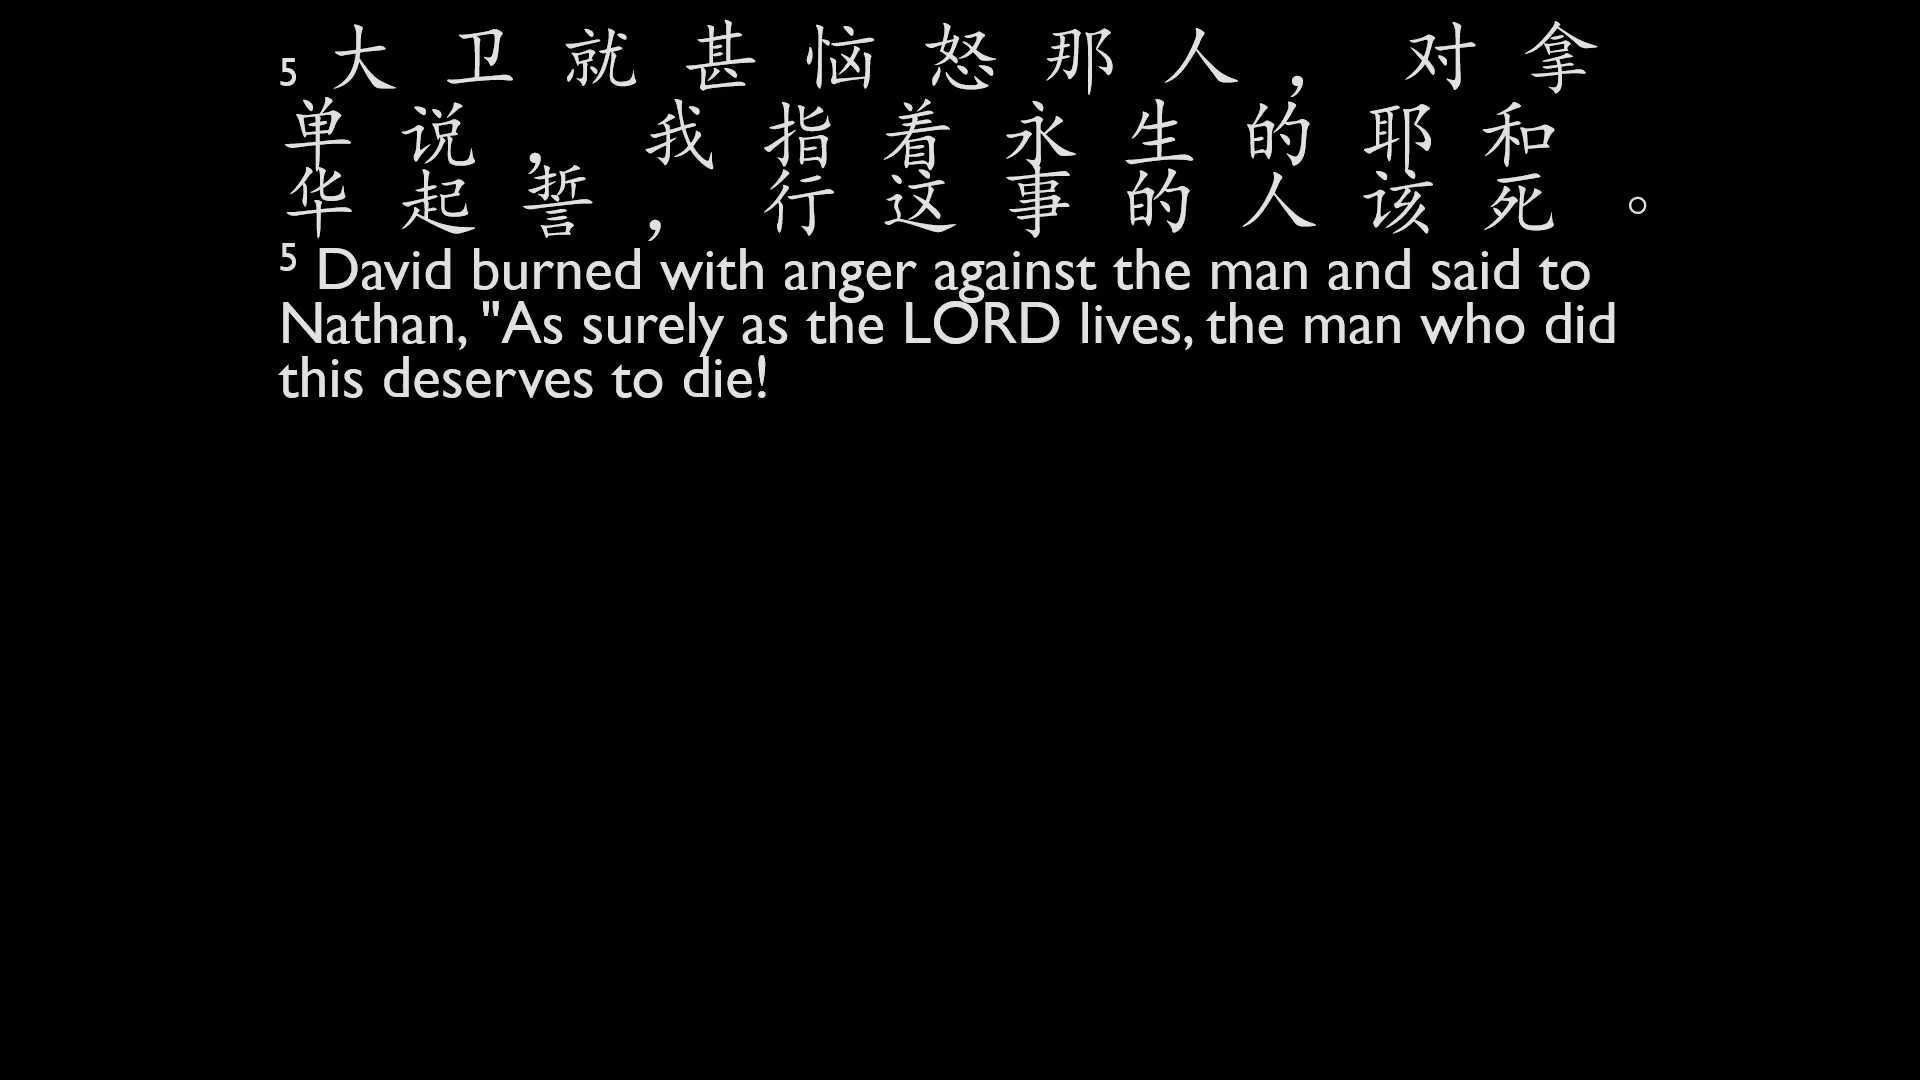 5 大 卫 就 甚 恼 怒 那 人 ， 对 拿
单 说 ， 我 指 着 永 生 的 耶 和
华 起 誓 ， 行 这 事 的 人 该 死 。
5 David burned with anger against the man and said to
Nathan, "As surely as the LORD lives, the man who did
this deserves to die!